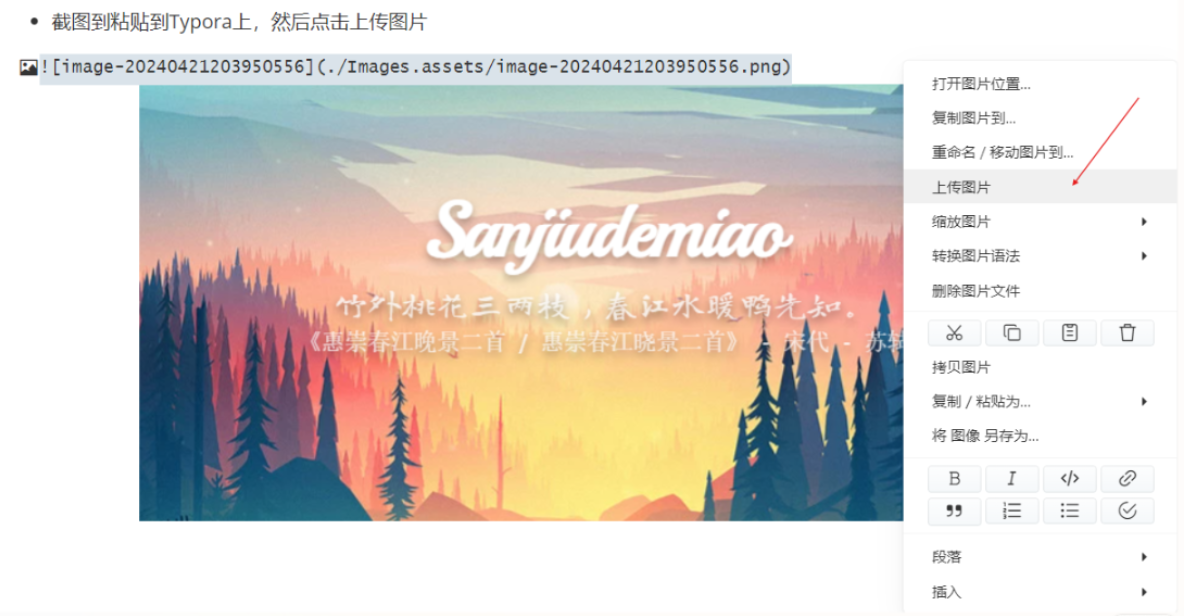 截图到粘贴到Typora上，然后点击上传图片
![image-20240421203950556](./Images.assets/image-20240421203950556.png)
Sanjiudemiao
竹外桃花三两枝，春江水暖鸭先知。
《惠崇春江晚景二首 / 惠崇春江晓景二首》 - 宋代 - 苏轼
打开图片位置...
复制图片到...
重命名 / 移动图片到...
上传图片
缩放图片
转换图片语法
删除图片文件
拷贝图片
复制 / 粘贴为...
将 图像 另存为...
B I </>
段落
插入